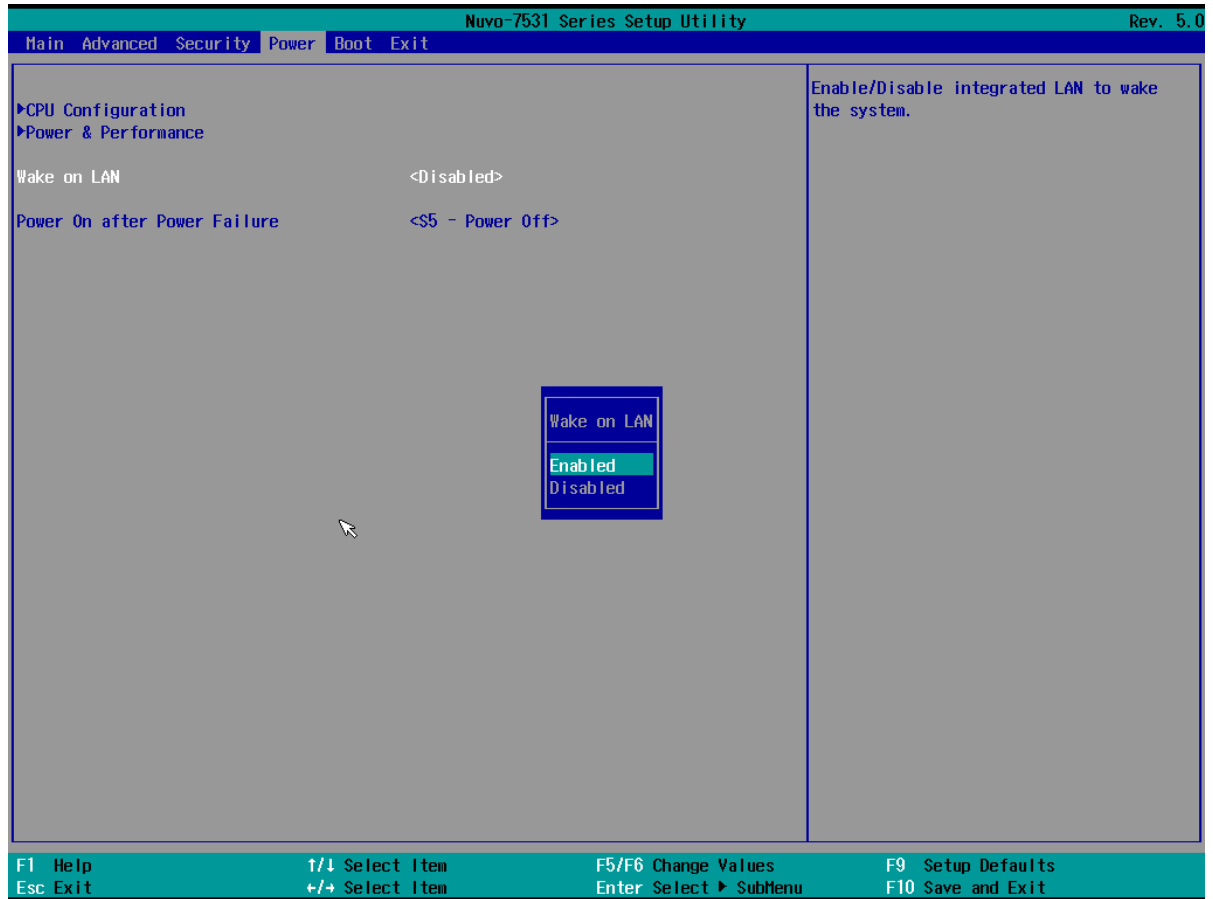 Nuvo-7531 Series Setup Utility Rev. 5.0
Main Advanced Security Power Boot Exit
Enable/Disable integrated LAN to wake
the system.
▶CPU Configuration
▶Power & Performance
Wake on LAN <Disabled>
Power On after Power Failure <S5 - Power Off>
Wake on LAN
Enabled
Disabled
F1 Help ↑/↓ Select Item F5/F6 Change Values F9 Setup Defaults
Esc Exit ←/→ Select Item Enter Select ▶ SubMenu F10 Save and Exit